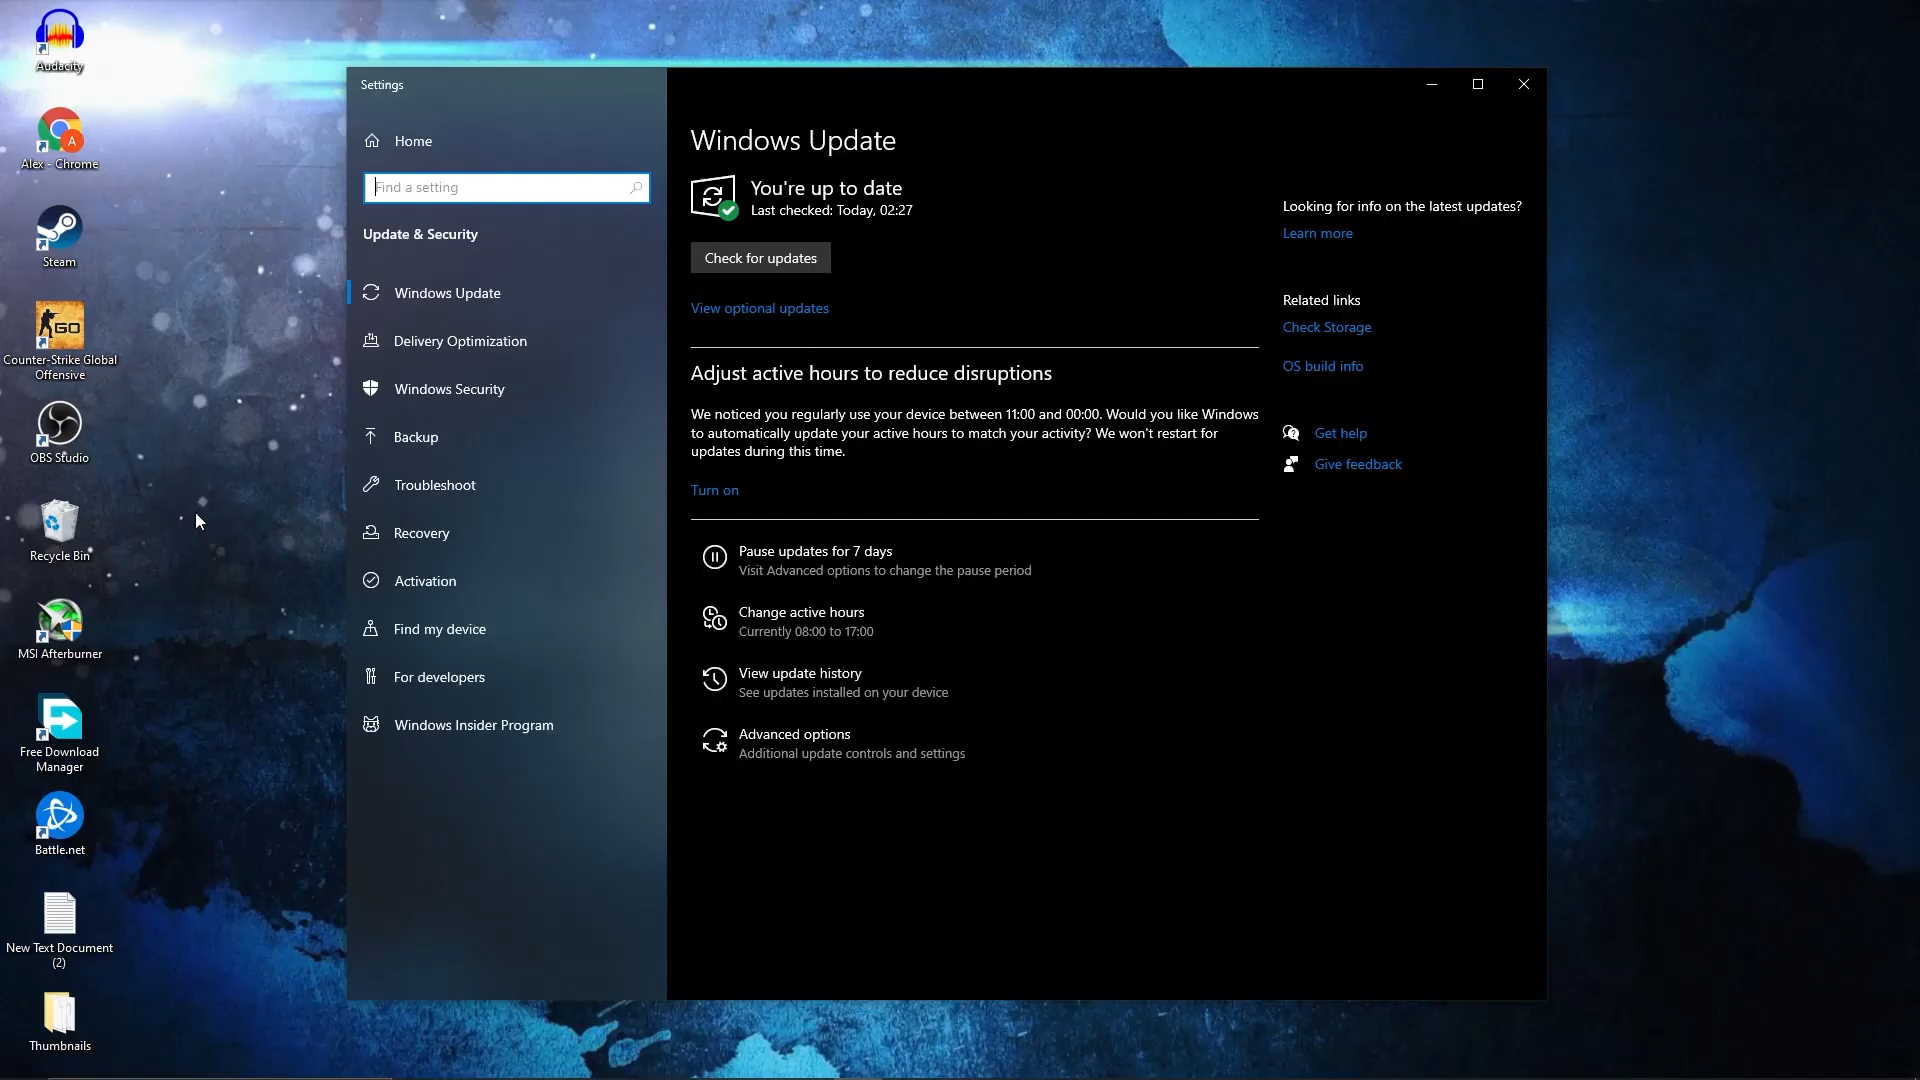 Audacity
A
Alex - Chrome
Steam
GO
Counter-Strike Global
Offensive
OBS Studio
Recycle Bin
MSI Afterburner
Free Download
Manager
Battle.net
New Text Document
(2)
Thumbnails
Settings
Home
Find a setting
Update & Security
Windows Update
Delivery Optimization
Windows Security
Backup
Troubleshoot
Recovery
Activation
Find my device
For developers
Windows Insider Program
Windows Update
You're up to date
Last checked: Today, 02:27
Check for updates
View optional updates
Adjust active hours to reduce disruptions
We noticed you regularly use your device between 11:00 and 00:00. Would you like Windows
to automatically update your active hours to match your activity? We won't restart for
updates during this time.
Turn on
Pause updates for 7 days
Visit Advanced options to change the pause period
Change active hours
Currently 08:00 to 17:00
View update history
See updates installed on your device
Advanced options
Additional update controls and settings
Looking for info on the latest updates?
Learn more
Related links
Check Storage
OS build info
Get help
Give feedback